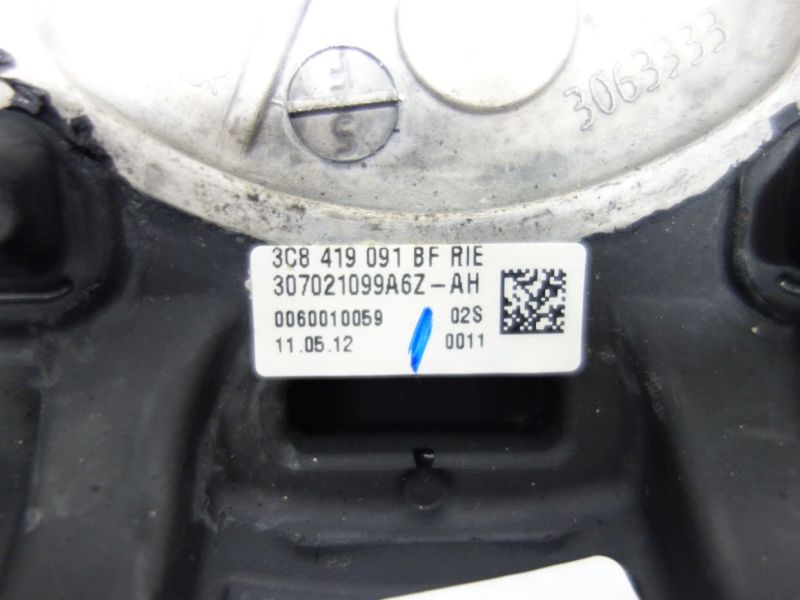 3063333
3C8 419 091 BF RIE
307021099A6Z-AH
0060010059 02S
11.05.12 0011